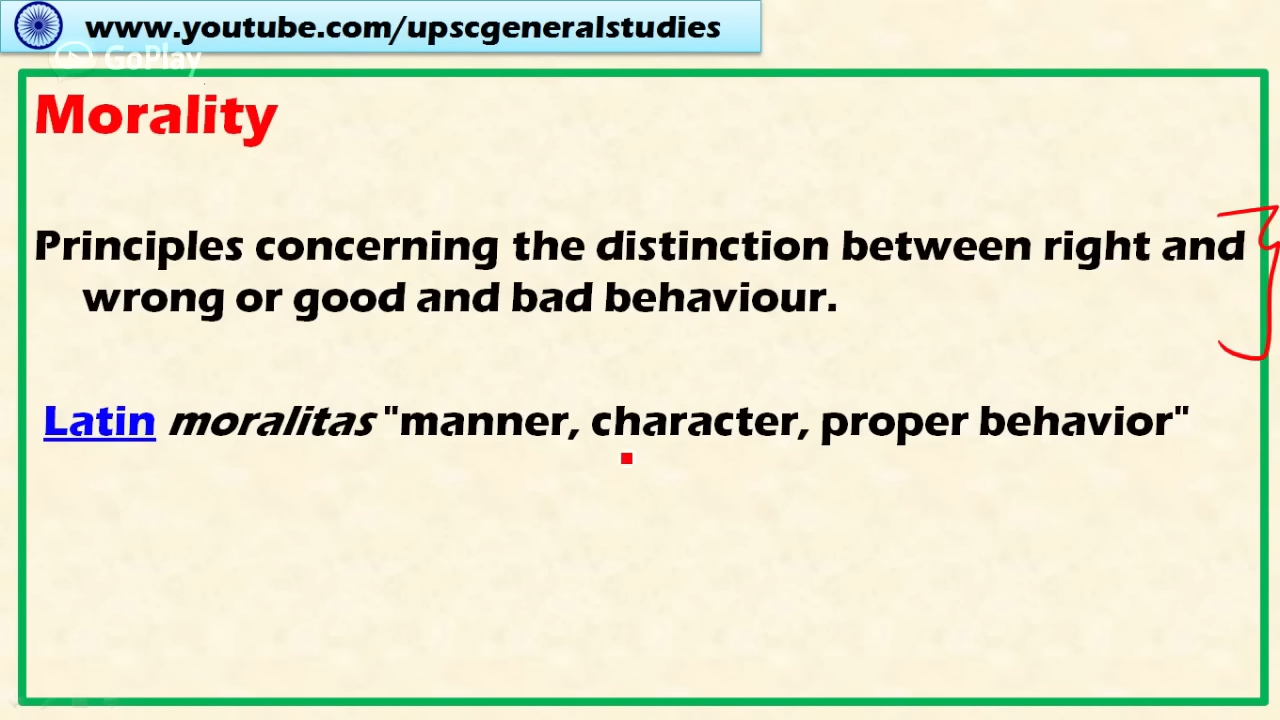 www.youtube.com/upscgeneralstudies
GoPlay
Morality
Principles concerning the distinction between right and
wrong or good and bad behaviour.
Latin moralitas "manner, character, proper behavior"